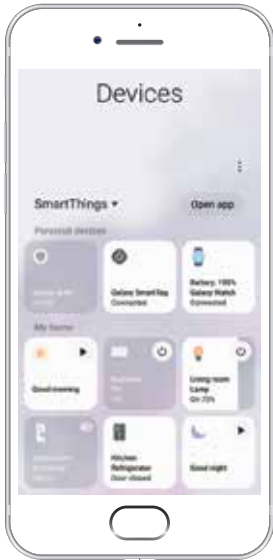 Devices
SmartThings
Open app
Personal devices
Galaxy SmartTag
Connected
Battery: 100%
Galaxy Watch
Connected
My home
Good morning
Living room
Lamp
On 72%
Kitchen
Refrigerator
Door closed
Good night